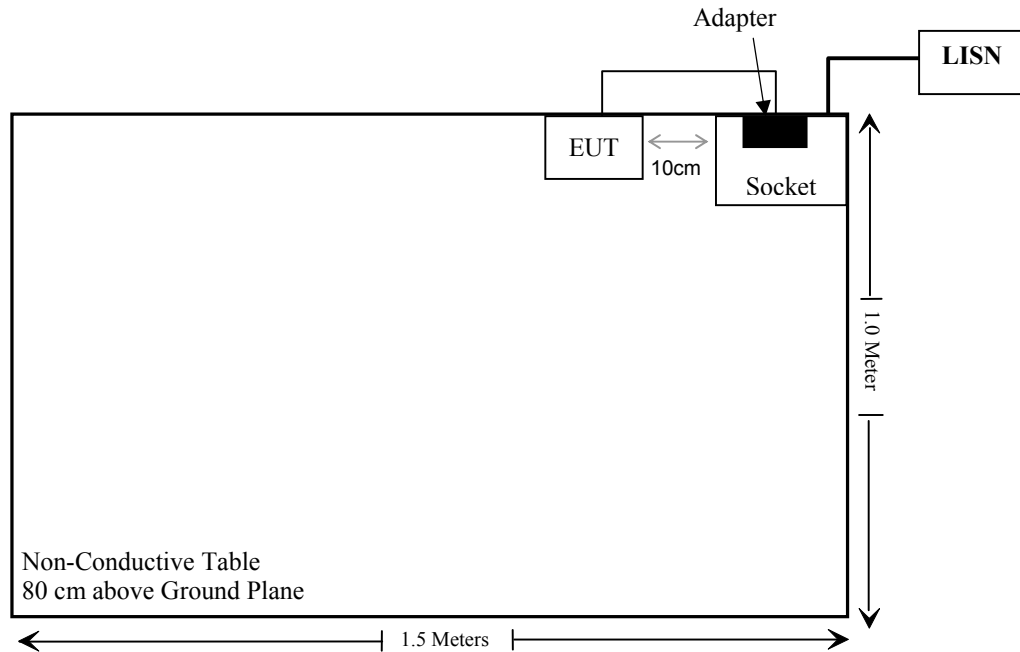 Adapter
LISN
EUT
10cm
Socket
1.0 Meter
Non-Conductive Table
80 cm above Ground Plane
1.5 Meters